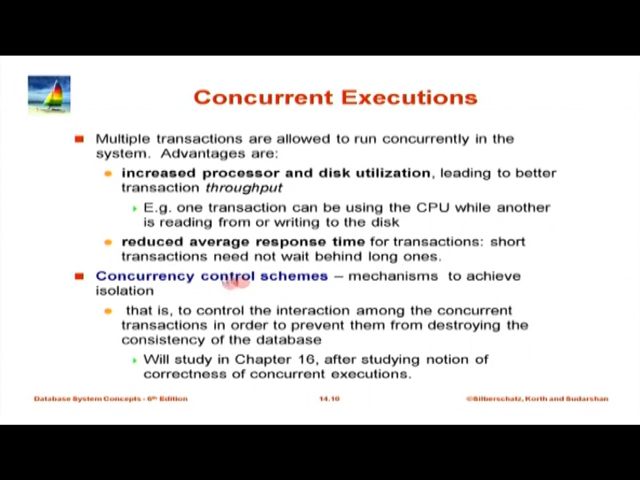 Concurrent Executions
Multiple transactions are allowed to run concurrently in the
system. Advantages are:
increased processor and disk utilization, leading to better
transaction throughput
E.g. one transaction can be using the CPU while another
is reading from or writing to the disk
reduced average response time for transactions: short
transactions need not wait behind long ones.
Concurrency control schemes – mechanisms to achieve
isolation
that is, to control the interaction among the concurrent
transactions in order to prevent them from destroying the
consistency of the database
Will study in Chapter 16, after studying notion of
correctness of concurrent executions.
Database System Concepts - 6th Edition 14.10 ©Silberschatz, Korth and Sudarshan